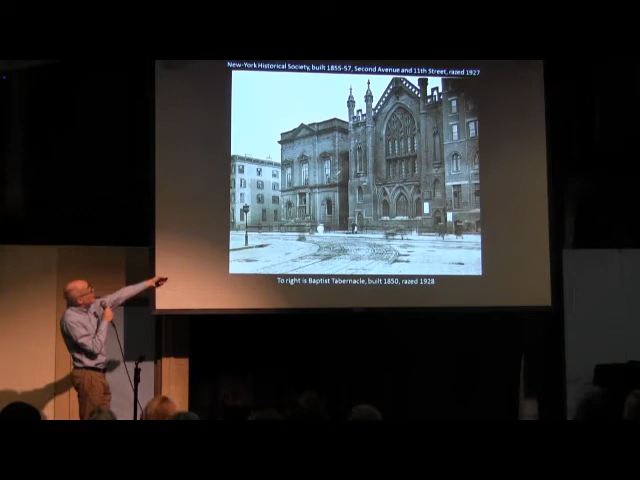 New-York Historical Society, built 1855-57, Second Avenue and 11th Street, razed 1927
To right is Baptist Tabernacle, built 1850, razed 1928